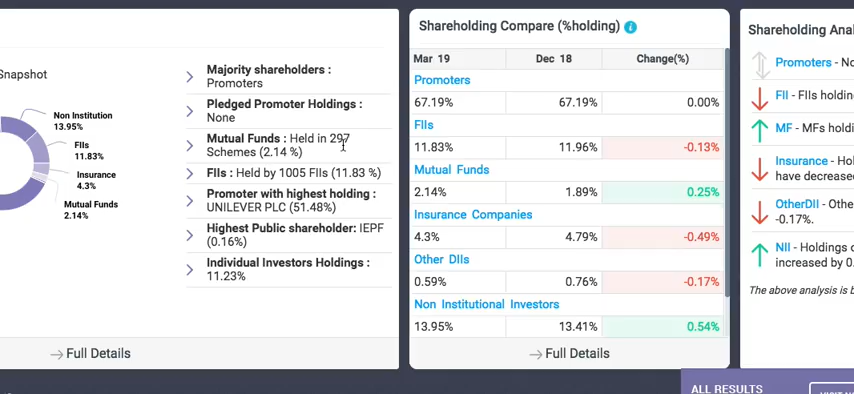 Snapshot
Non Institution
13.95%
FIIs
11.83%
Insurance
4.3%
Mutual Funds
2.14%
Majority shareholders :
Promoters
Pledged Promoter Holdings :
None
Mutual Funds : Held in 297
Schemes (2.14 %)
FIIs : Held by 1005 FIIs (11.83 %)
Promoter with highest holding :
UNILEVER PLC (51.48%)
Highest Public shareholder: IEPF
(0.16%)
Individual Investors Holdings :
11.23%
Full Details
Shareholding Compare (%holding)
Mar 19 Dec 18 Change(%)
Promoters
67.19% 67.19% 0.00%
FIIs
11.83% 11.96% -0.13%
Mutual Funds
2.14% 1.89% 0.25%
Insurance Companies
4.3% 4.79% -0.49%
Other DIIs
0.59% 0.76% -0.17%
Non Institutional Investors
13.95% 13.41% 0.54%
Full Details
Shareholding Anal
Promoters - No
FII - FIIs holdin
MF - MFs holdi
Insurance - Hol
have decreased
OtherDII - Othe
-0.17%.
NII - Holdings o
increased by 0.
The above analysis is b
ALL RESULTS